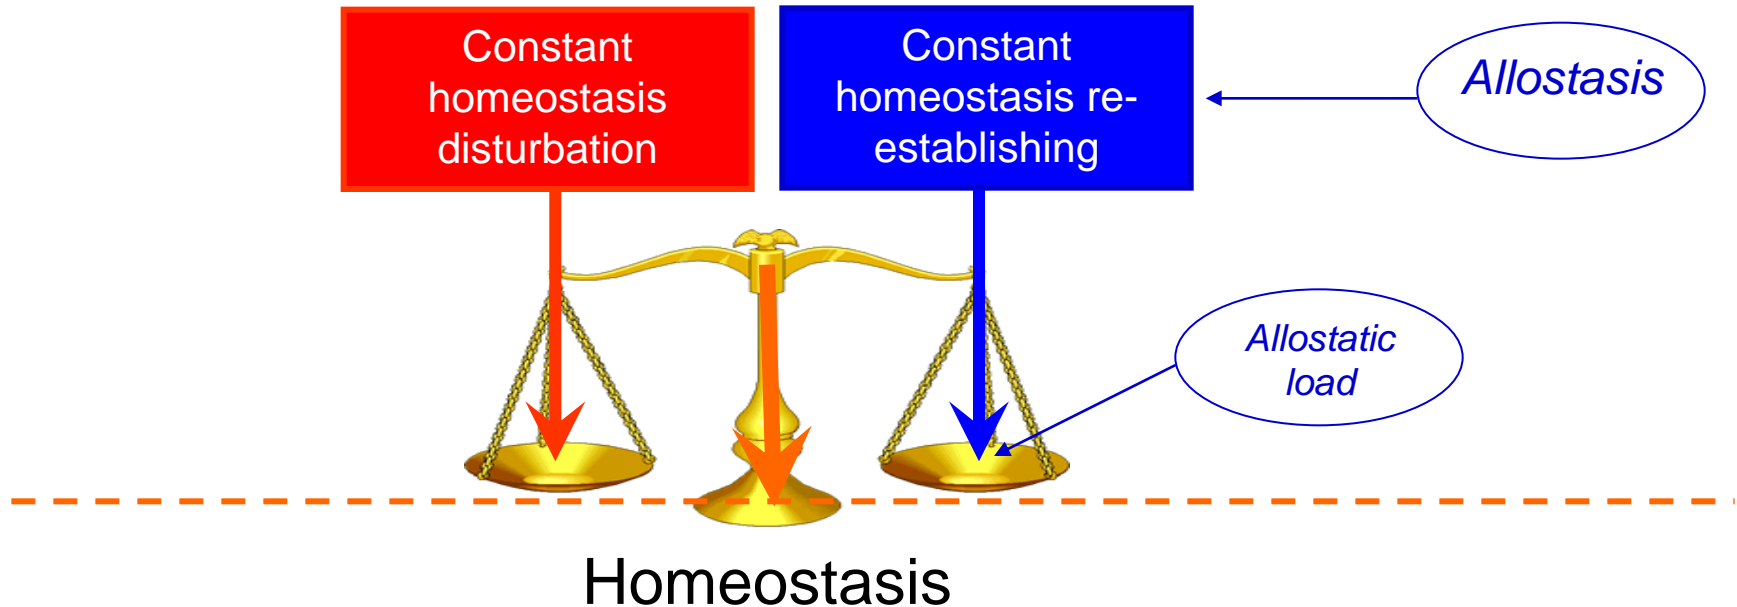 Constant
homeostasis
disturbation
Constant
homeostasis re-
establishing
Allostasis
Allostatic
load
Homeostasis